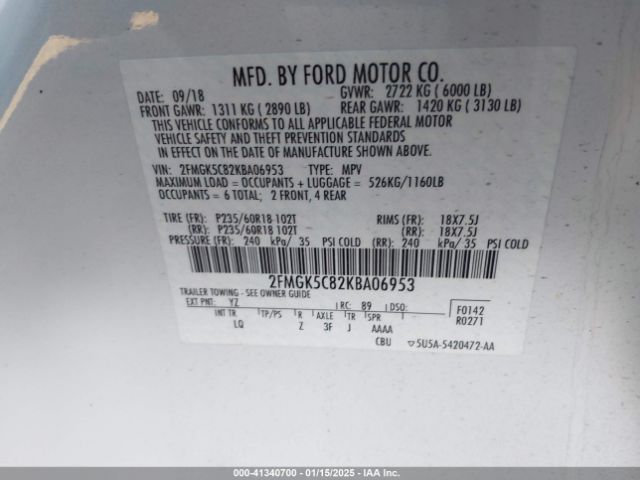 MFD. BY FORD MOTOR CO.
DATE: 09/18 GVWR: 2722 KG ( 6000 LB)
FRONT GAWR: 1311 KG ( 2890 LB) REAR GAWR: 1420 KG ( 3130 LB)
THIS VEHICLE CONFORMS TO ALL APPLICABLE FEDERAL MOTOR
VEHICLE SAFETY AND THEFT PREVENTION STANDARDS
IN EFFECT ON THE DATE OF MANUFACTURE SHOWN ABOVE.
VIN: 2FMGK5C82KBA06953 TYPE: MPV
MAXIMUM LOAD = OCCUPANTS + LUGGAGE = 526KG/1160LB
OCCUPANTS = 6 TOTAL; 2 FRONT, 4 REAR
TIRE (FR): P235/60R18 102T RIMS (FR): 18X7.5J
(RR): P235/60R18 102T (RR): 18X7.5J
PRESSURE (FR): 240 kPa/ 35 PSI COLD (RR): 240 kPa/ 35 PSI COLD
2FMGK5C82KBA06953
TRAILER TOWING - SEE OWNER GUIDE
EXT PNT: YZ RC: 89 DSO: F0142
INT TR TP/PS R AXLE TR SPR R0271
LQ Z 3F J AAAA
CBU ▽5U5A-5420472-AA
000-41340700 - 01/15/2025 - IAA Inc.